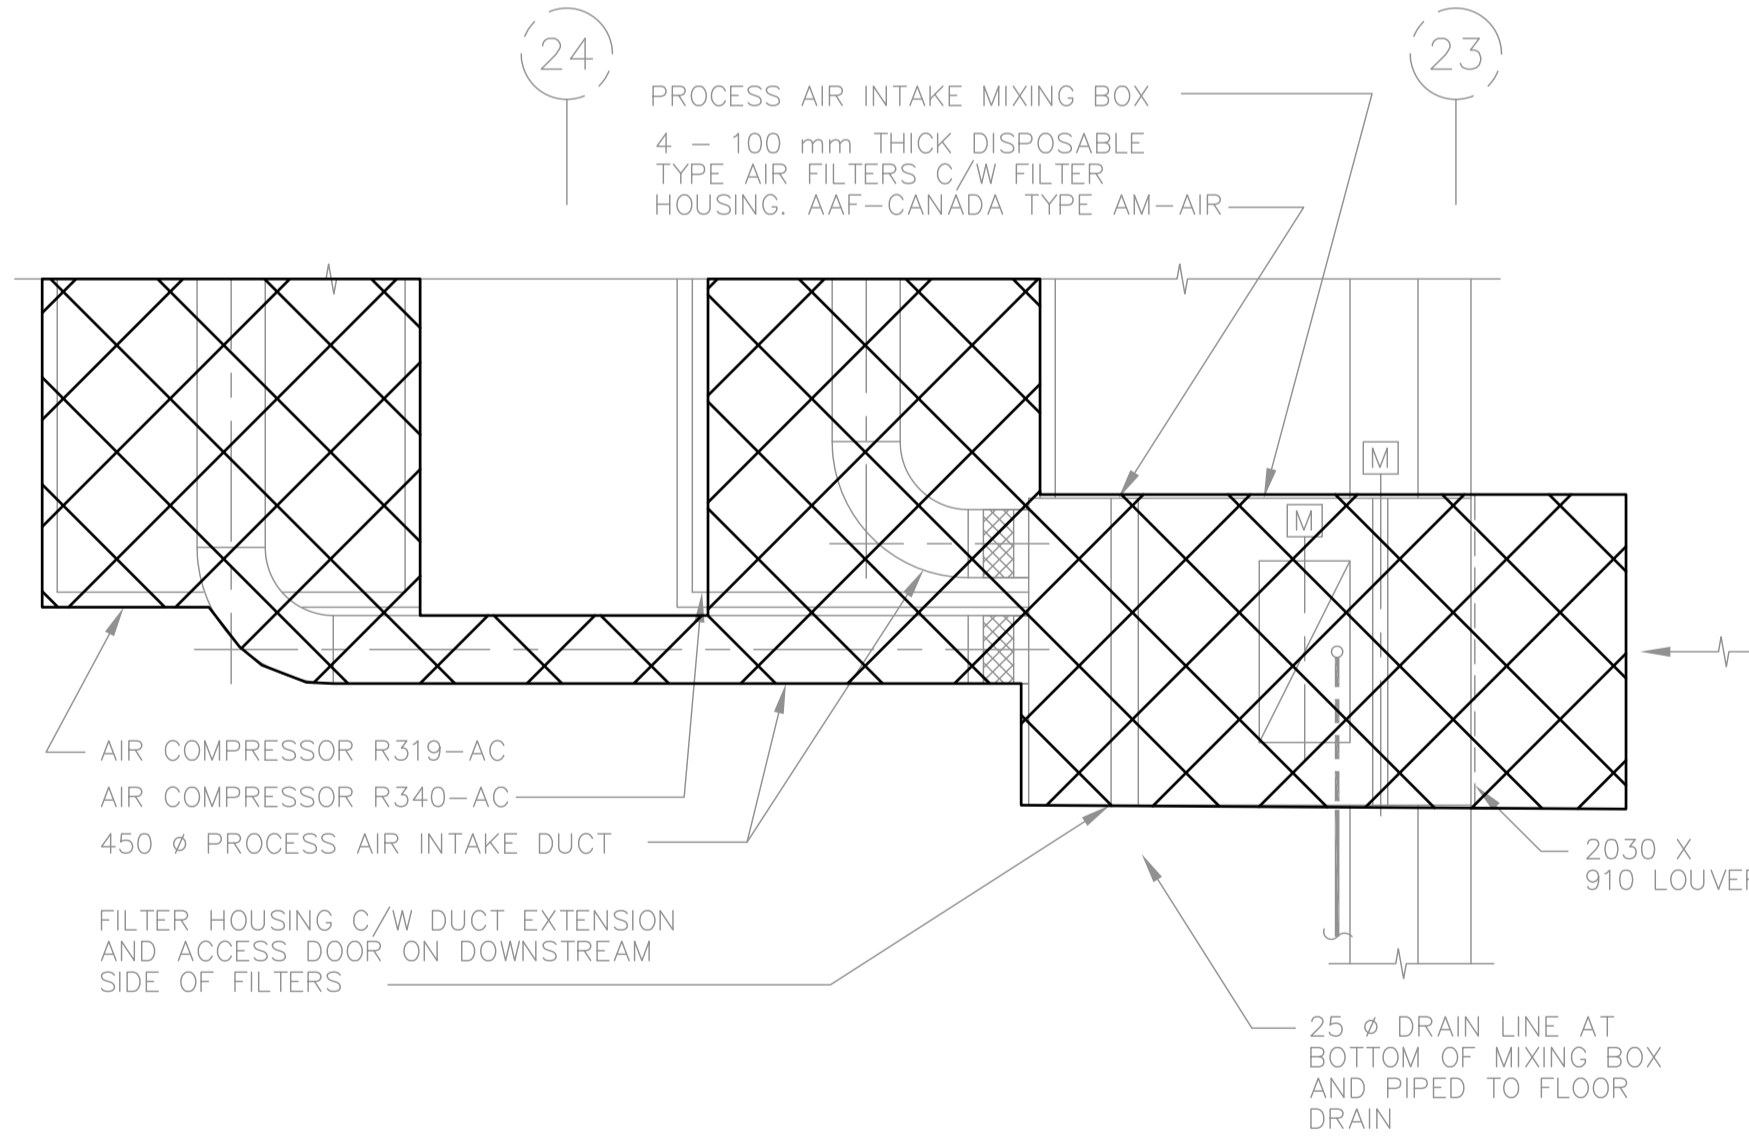 24
23
PROCESS AIR INTAKE MIXING BOX
4 - 100 mm THICK DISPOSABLE
TYPE AIR FILTERS C/W FILTER
HOUSING. AAF-CANADA TYPE AM-AIR
M
M
AIR COMPRESSOR R319-AC
AIR COMPRESSOR R340-AC
450 ø PROCESS AIR INTAKE DUCT
2030 X
910 LOUVER
FILTER HOUSING C/W DUCT EXTENSION
AND ACCESS DOOR ON DOWNSTREAM
SIDE OF FILTERS
25 ø DRAIN LINE AT
BOTTOM OF MIXING BOX
AND PIPED TO FLOOR
DRAIN